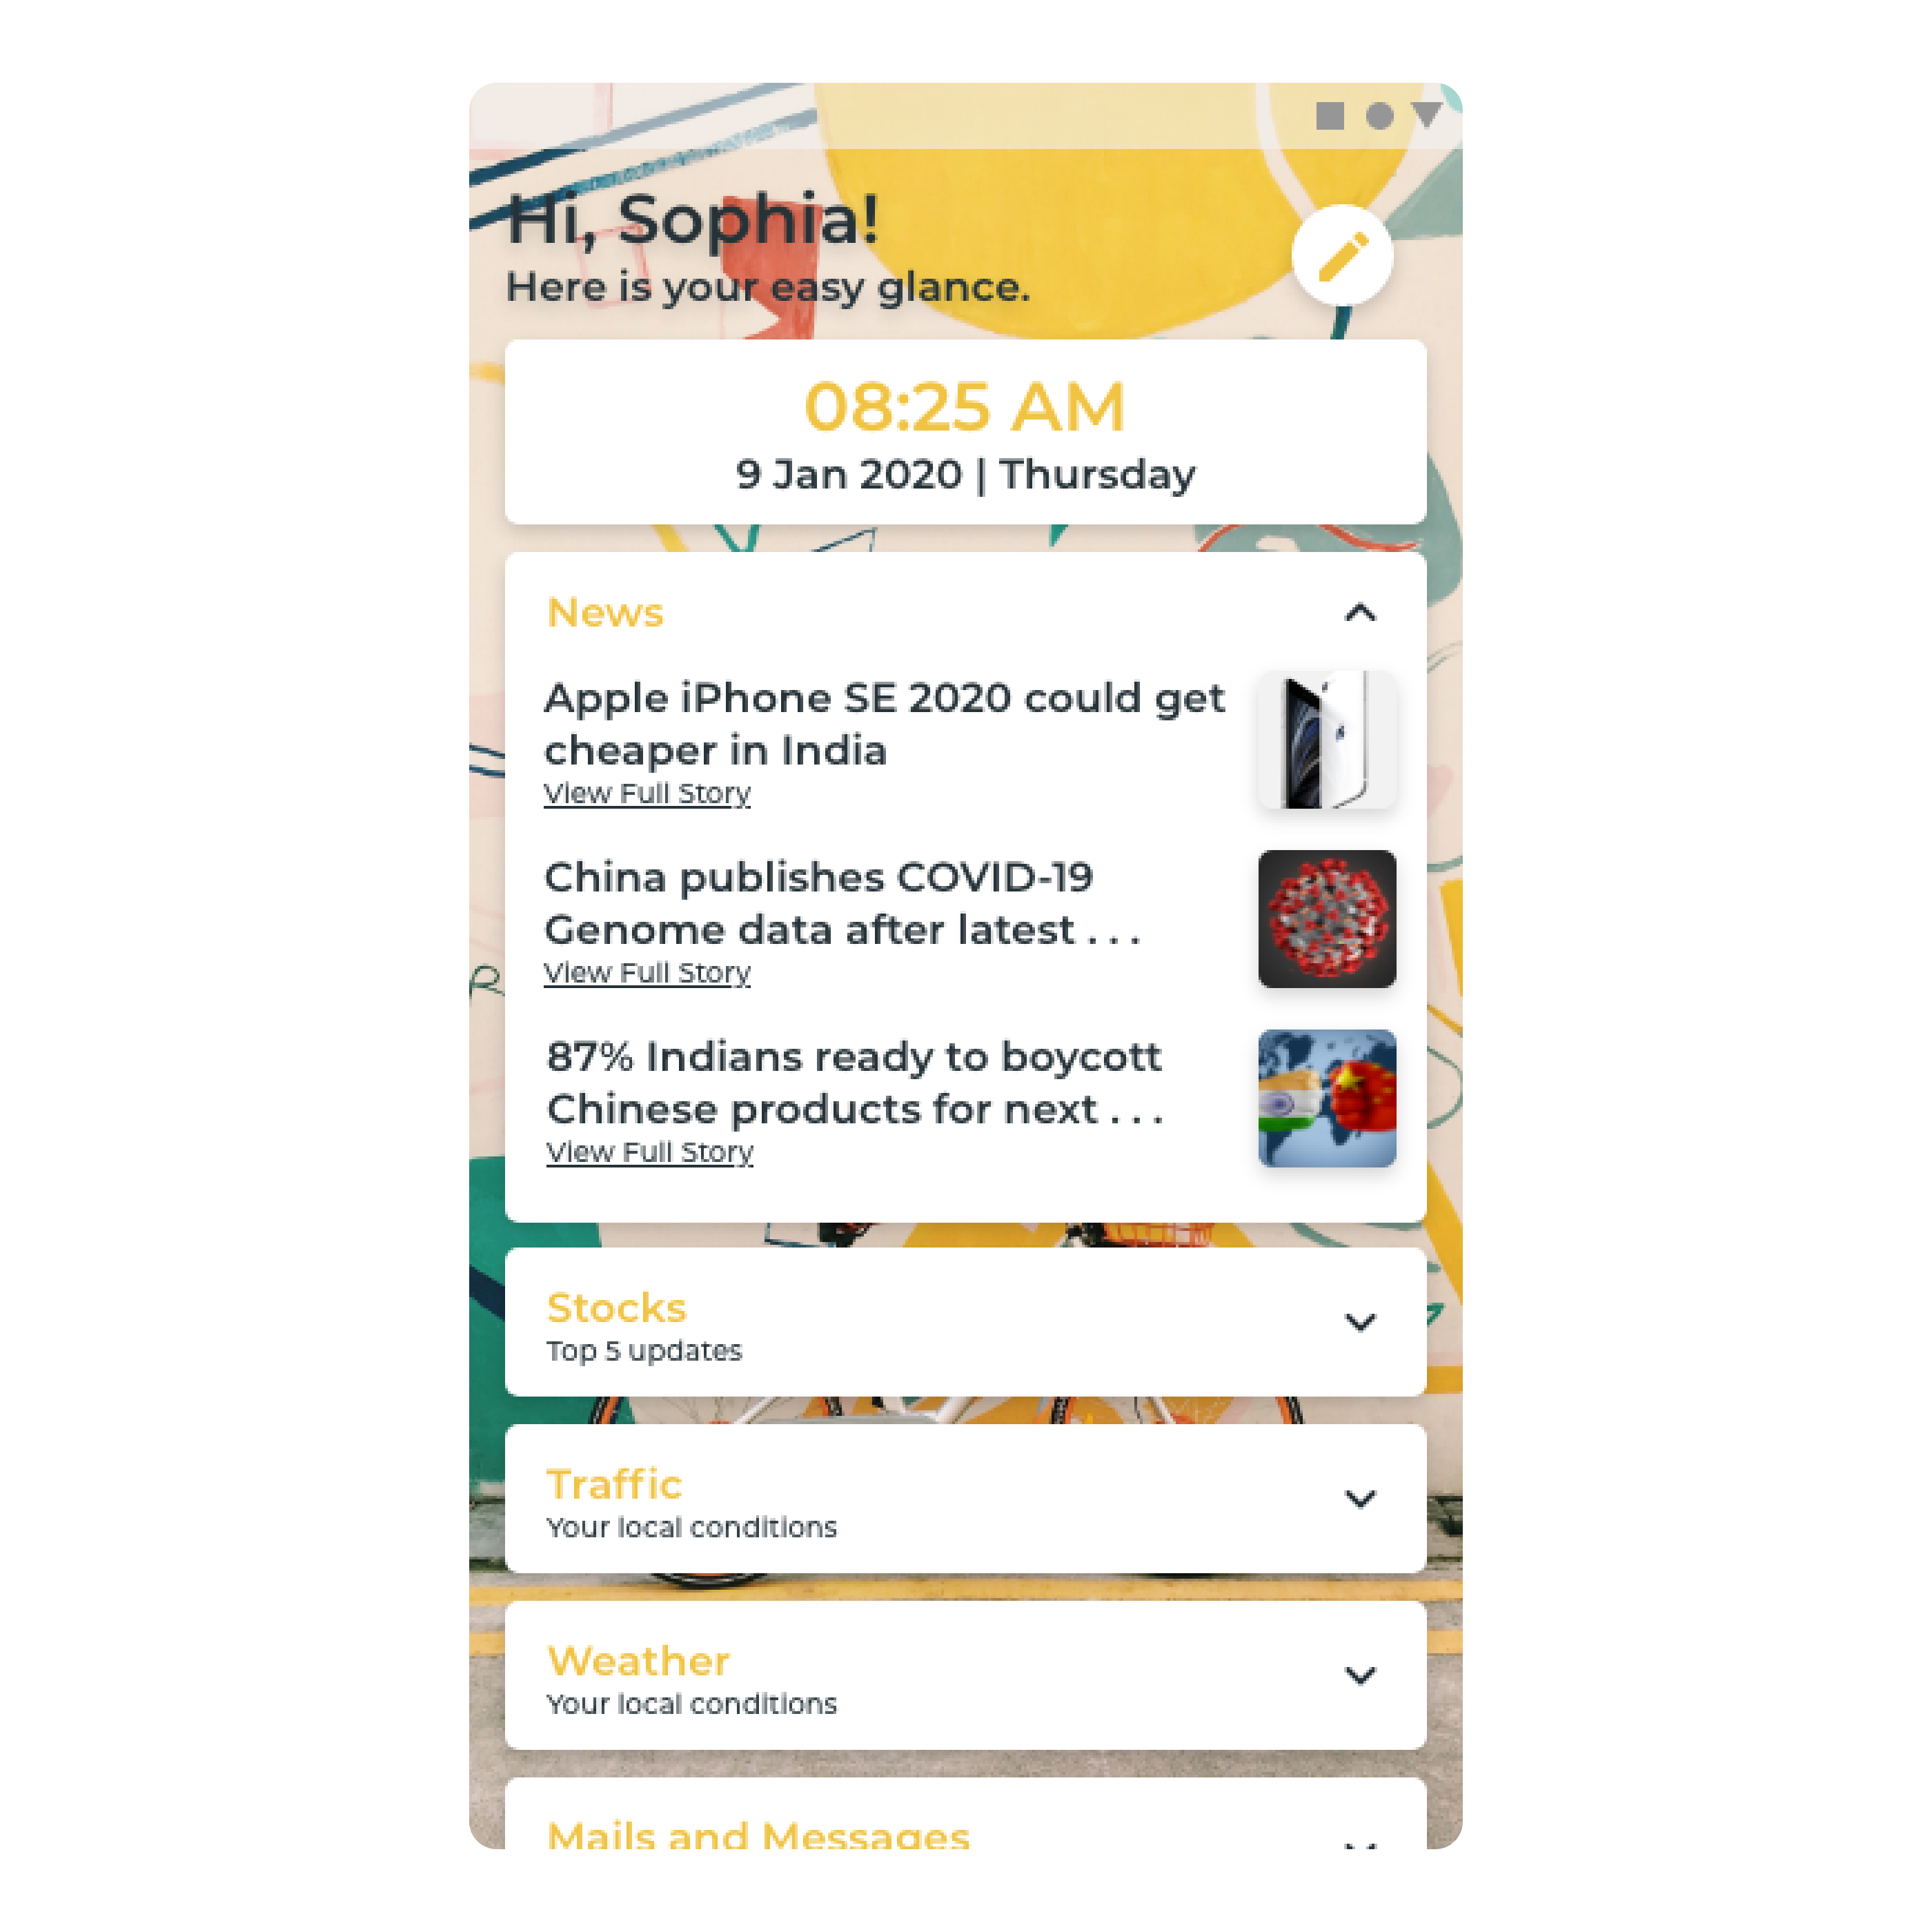 Hi, Sophia!
Here is your easy glance.
08:25 AM
9 Jan 2020 | Thursday
News
Apple iPhone SE 2020 could get
cheaper in India
View Full Story
China publishes COVID-19
Genome data after latest . . .
View Full Story
87% Indians ready to boycott
Chinese products for next . . .
View Full Story
Stocks
Top 5 updates
Traffic
Your local conditions
Weather
Your local conditions
Mails and Messages